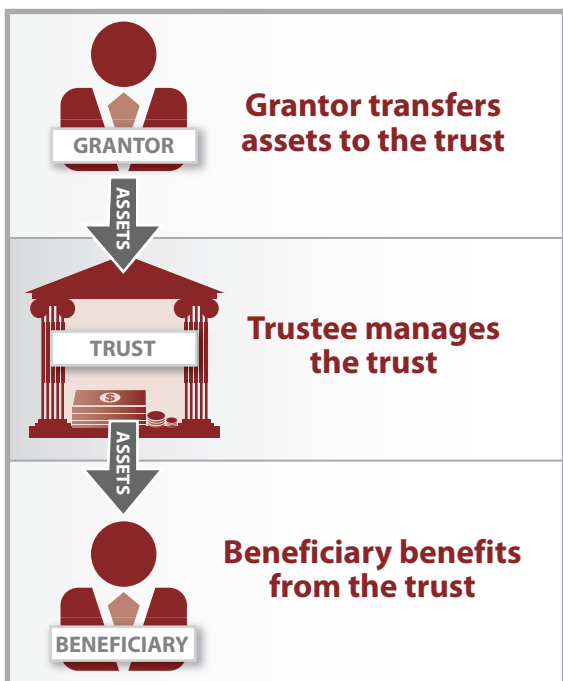 GRANTOR
Grantor transfers
assets to the trust
ASSETS
TRUST
$
Trustee manages
the trust
ASSETS
BENEFICIARY
Beneficiary benefits
from the trust